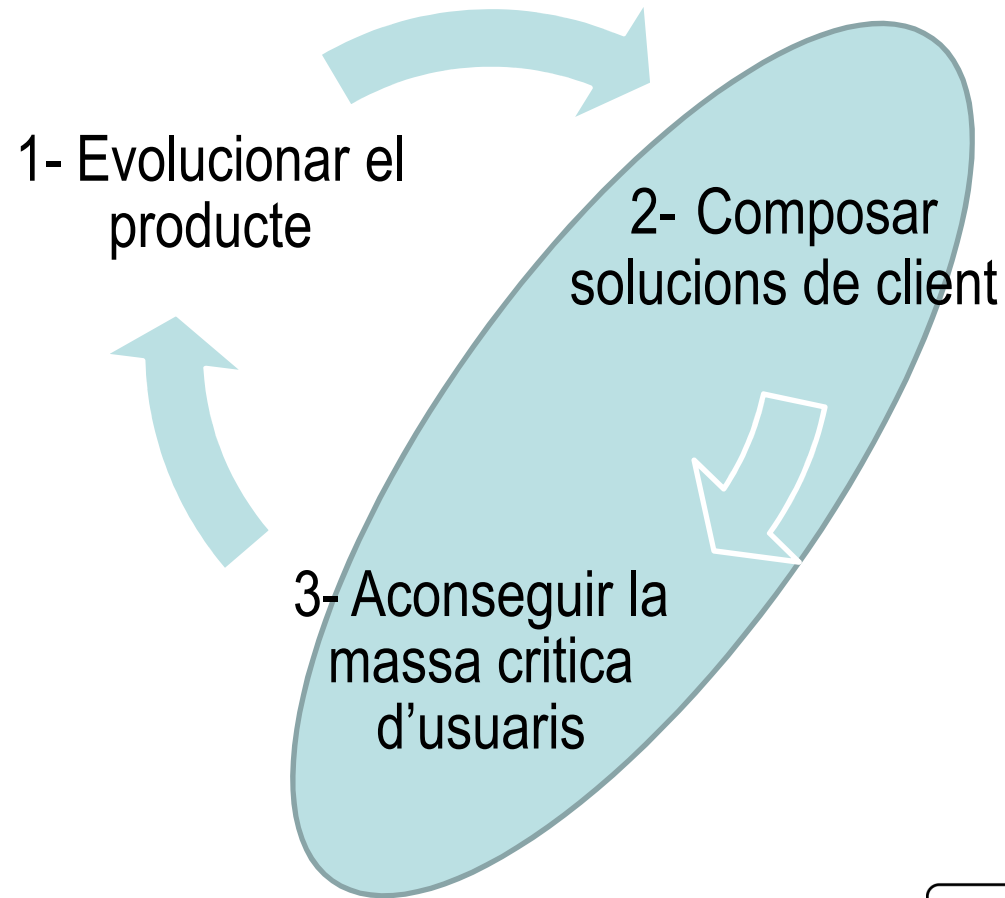 1- Evolucionar el
producte
2- Composar
solucions de client
3- Aconseguir la
massa critica
d’usuaris